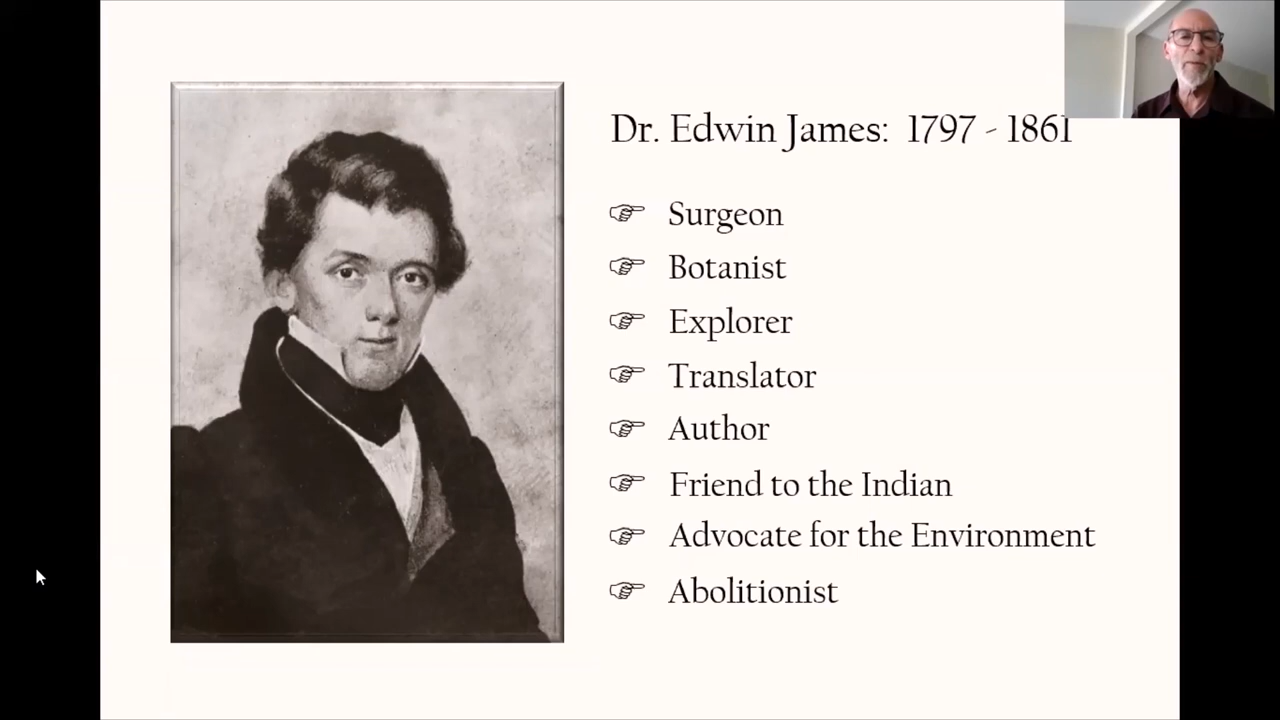 Dr. Edwin James: 1797 - 1861
Surgeon
Botanist
Explorer
Translator
Author
Friend to the Indian
Advocate for the Environment
Abolitionist